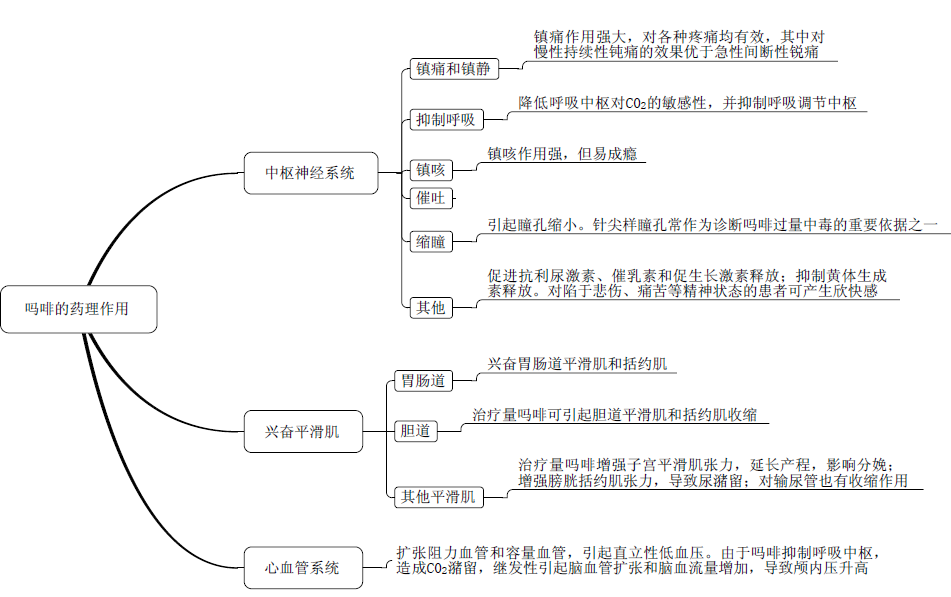 吗啡的药理作用
中枢神经系统
镇痛和镇静
镇痛作用强大，对各种疼痛均有效，其中对
慢性持续性钝痛的效果优于急性间断性锐痛
抑制呼吸
降低呼吸中枢对CO2的敏感性，并抑制呼吸调节中枢
镇咳
镇咳作用强，但易成瘾
催吐
缩瞳
引起瞳孔缩小。针尖样瞳孔常作为诊断吗啡过量中毒的重要依据之一
其他
促进抗利尿激素、催乳素和促生长激素释放；抑制黄体生成
素释放。对陷于悲伤、痛苦等精神状态的患者可产生欣快感
兴奋平滑肌
胃肠道
兴奋胃肠道平滑肌和括约肌
胆道
治疗量吗啡可引起胆道平滑肌和括约肌收缩
其他平滑肌
治疗量吗啡增强子宫平滑肌张力，延长产程，影响分娩；
增强膀胱括约肌张力，导致尿潴留；对输尿管也有收缩作用
心血管系统
扩张阻力血管和容量血管，引起直立性低血压。由于吗啡抑制呼吸中枢，
造成CO2潴留，继发性引起脑血管扩张和脑血流量增加，导致颅内压升高